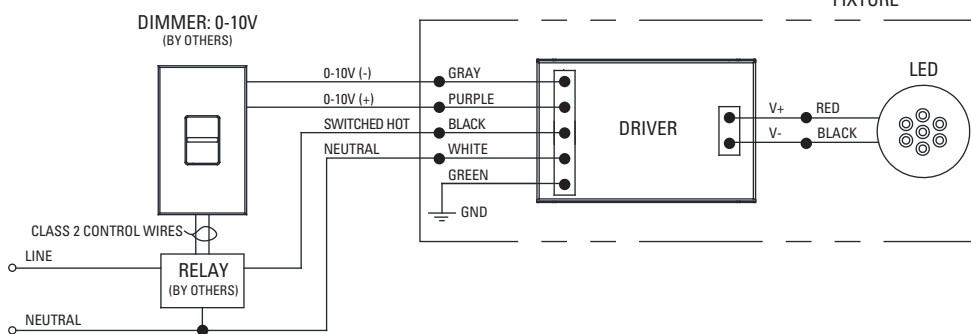 FIXTURE
DIMMER: 0-10V
(BY OTHERS)
0-10V (-)
GRAY
0-10V (+)
PURPLE
SWITCHED HOT
BLACK
NEUTRAL
WHITE
GREEN
GND
DRIVER
V+
RED
V-
BLACK
LED
CLASS 2 CONTROL WIRES
LINE
RELAY
(BY OTHERS)
NEUTRAL